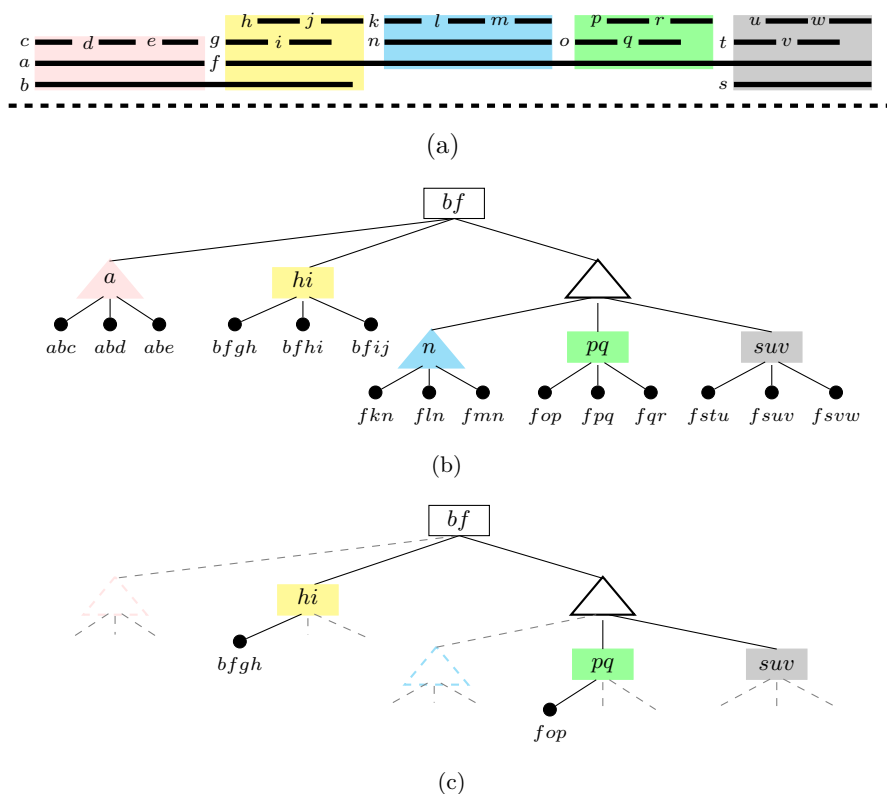 h j k l m p r u w
c d e g i n o q t v
a f
b s
(a)
bf
a hi
n pq suv
abc abd abe bfgh bfhi bfij
fkn fln fmn fop fpq fqr fstu fsuv fsvw
(b)
bf
hi
bfgh
pq suv
fop
(c)